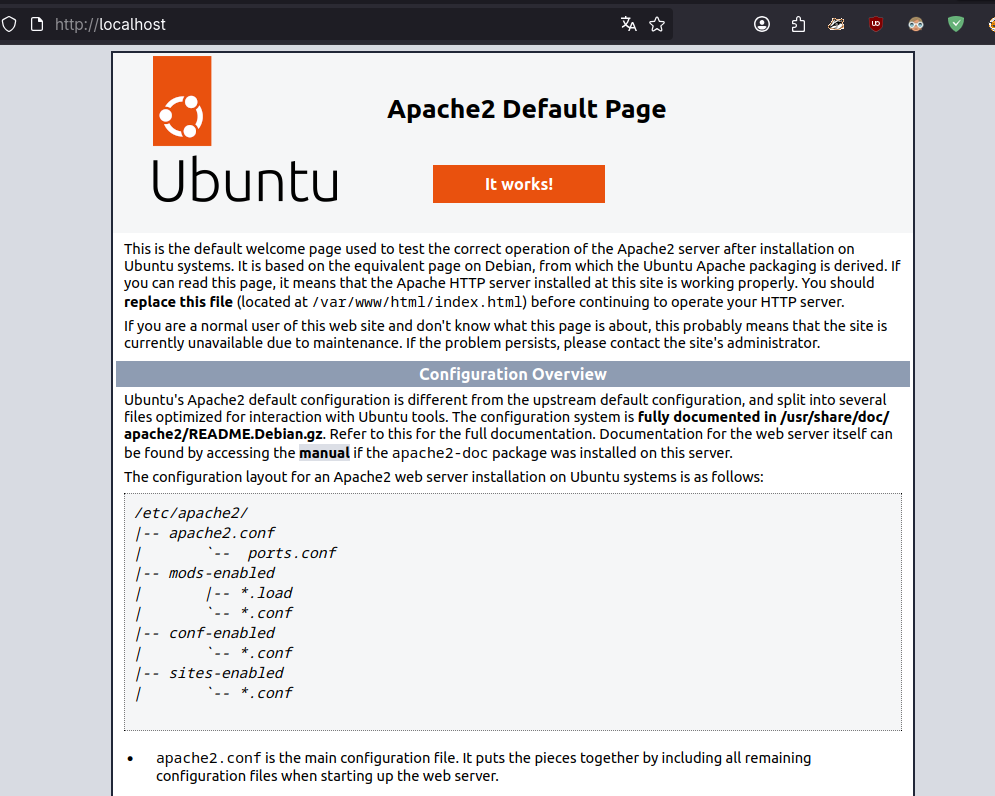 http://localhost
Apache2 Default Page
Ubuntu
It works!
This is the default welcome page used to test the correct operation of the Apache2 server after installation on
Ubuntu systems. It is based on the equivalent page on Debian, from which the Ubuntu Apache packaging is derived. If
you can read this page, it means that the Apache HTTP server installed at this site is working properly. You should
replace this file (located at /var/www/html/index.html) before continuing to operate your HTTP server.
If you are a normal user of this web site and don't know what this page is about, this probably means that the site is
currently unavailable due to maintenance. If the problem persists, please contact the site's administrator.
Configuration Overview
Ubuntu's Apache2 default configuration is different from the upstream default configuration, and split into several
files optimized for interaction with Ubuntu tools. The configuration system is fully documented in /usr/share/doc/
apache2/README.Debian.gz. Refer to this for the full documentation. Documentation for the web server itself can
be found by accessing the manual if the apache2-doc package was installed on this server.
The configuration layout for an Apache2 web server installation on Ubuntu systems is as follows:
/etc/apache2/
|-- apache2.conf
|       `--  ports.conf
|-- mods-enabled
|       |-- *.load
|       `-- *.conf
|-- conf-enabled
|       `-- *.conf
|-- sites-enabled
|       `-- *.conf
• apache2.conf is the main configuration file. It puts the pieces together by including all remaining
configuration files when starting up the web server.